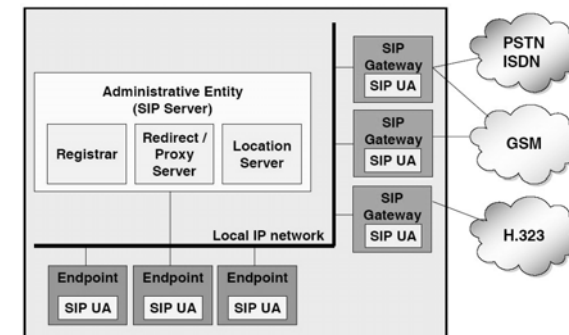 Administrative Entity
(SIP Server)
Registrar
Redirect /
Proxy
Server
Location
Server
SIP
Gateway
SIP UA
SIP
Gateway
SIP UA
SIP
Gateway
SIP UA
PSTN
ISDN
GSM
H.323
Local IP network
Endpoint
SIP UA
Endpoint
SIP UA
Endpoint
SIP UA